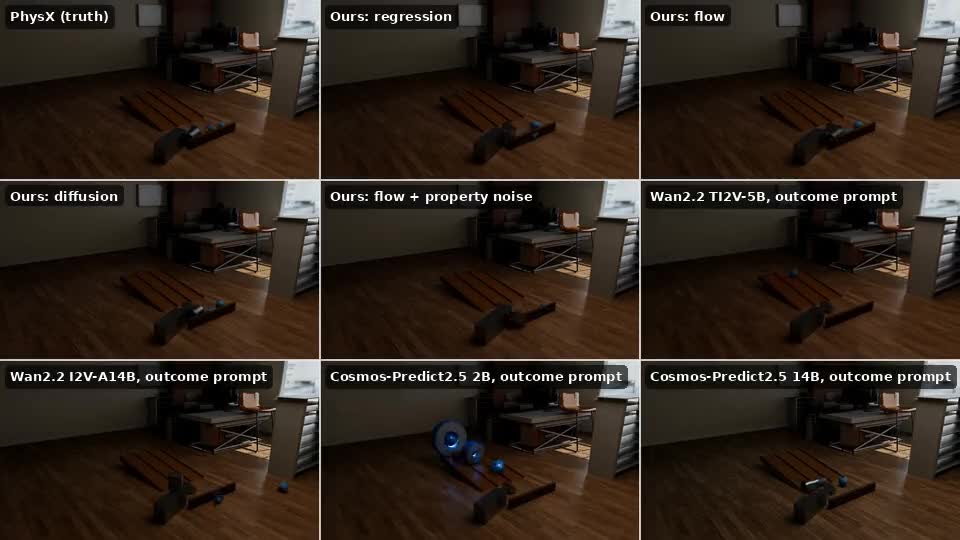 PhysX (truth)
Ours: regression
Ours: flow
Ours: diffusion
Ours: flow + property noise
Wan2.2 TI2V-5B, outcome prompt
Wan2.2 I2V-A14B, outcome prompt
Cosmos-Predict2.5 2B, outcome prompt
Cosmos-Predict2.5 14B, outcome prompt